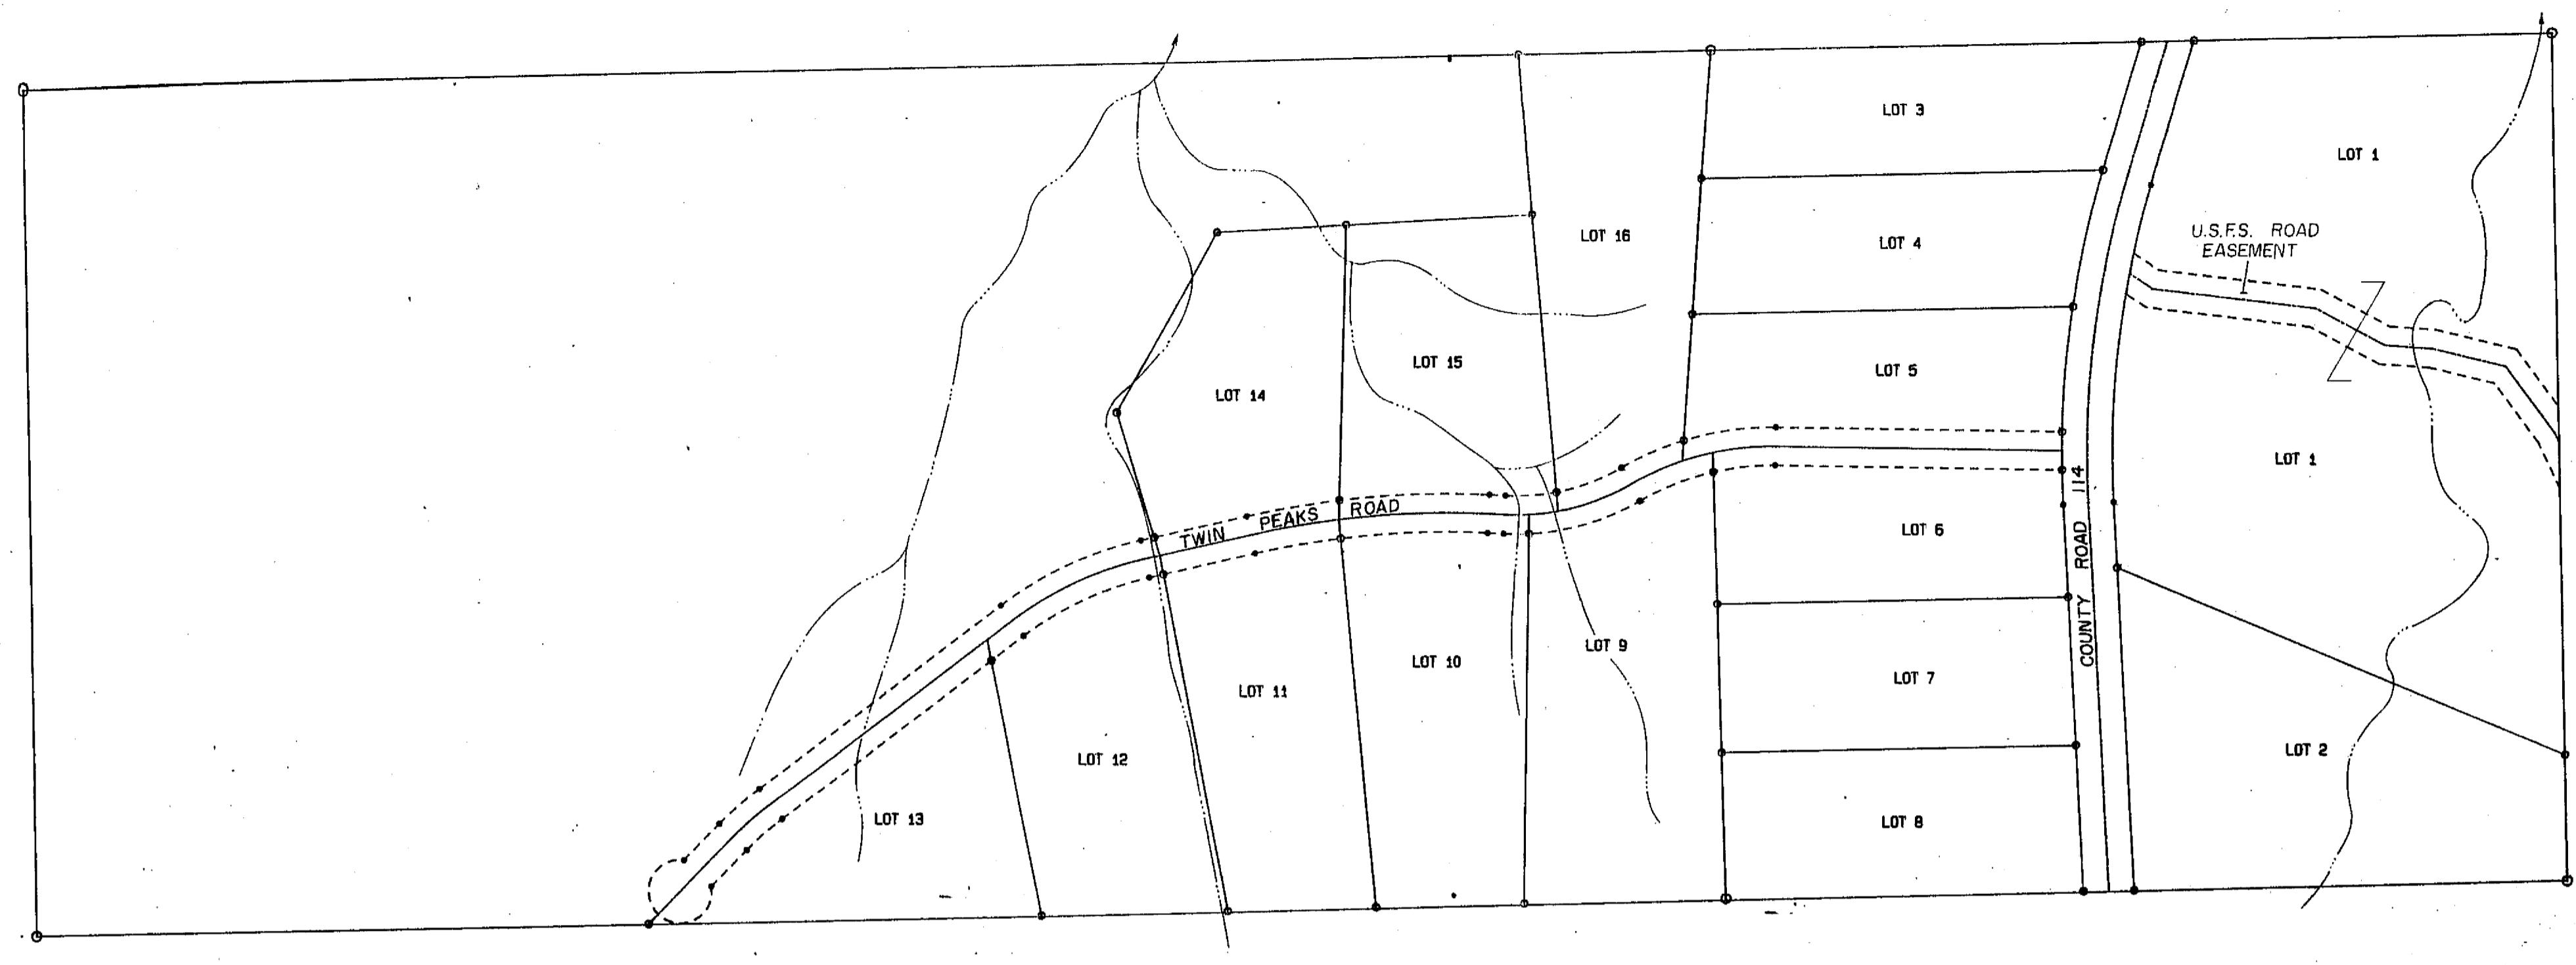 LOT 3
LOT 1
LOT 16
LOT 4
U.S.F.S. ROAD
EASEMENT
LOT 15
LOT 5
LOT 14
LOT 1
TWIN PEAKS ROAD
COUNTY ROAD 114
LOT 6
LOT 9
LOT 10
LOT 11
LOT 7
LOT 12
LOT 2
LOT 13
LOT 8